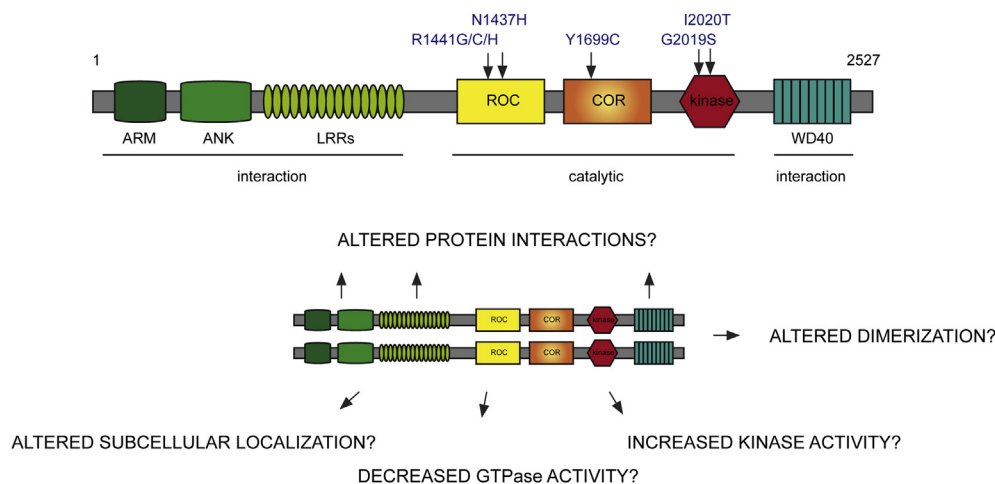 N1437H I2020T
R1441G/C/H Y1699C G2019S
1 2527
ROC COR kinase
ARM ANK LRRs WD40
interaction catalytic interaction
ALTERED PROTEIN INTERACTIONS?
ROC COR kinase
ALTERED DIMERIZATION?
ROC COR kinase
ALTERED SUBCELLULAR LOCALIZATION? INCREASED KINASE ACTIVITY?
DECREASED GTPase ACTIVITY?